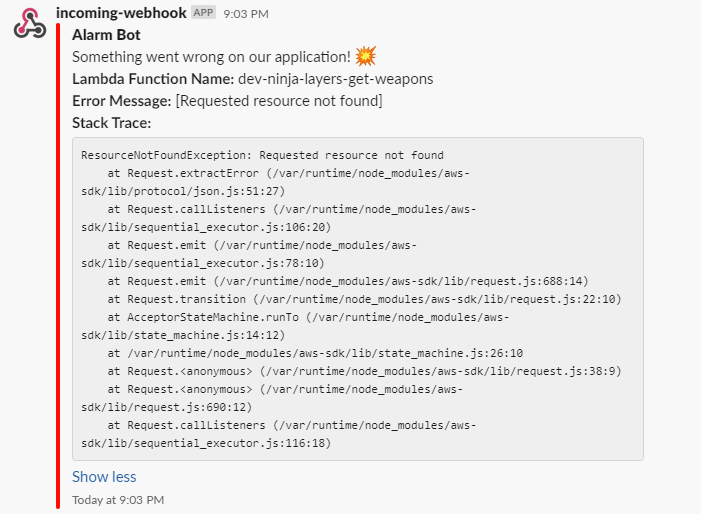 incoming-webhook APP 9:03 PM
Alarm Bot
Something went wrong on our application! 💥
Lambda Function Name: dev-ninja-layers-get-weapons
Error Message: [Requested resource not found]
Stack Trace:
ResourceNotFoundException: Requested resource not found
    at Request.extractError (/var/runtime/node_modules/aws-
sdk/lib/protocol/json.js:51:27)
    at Request.callListeners (/var/runtime/node_modules/aws-
sdk/lib/sequential_executor.js:106:20)
    at Request.emit (/var/runtime/node_modules/aws-
sdk/lib/sequential_executor.js:78:10)
    at Request.emit (/var/runtime/node_modules/aws-sdk/lib/request.js:688:14)
    at Request.transition (/var/runtime/node_modules/aws-sdk/lib/request.js:22:10)
    at AcceptorStateMachine.runTo (/var/runtime/node_modules/aws-
sdk/lib/state_machine.js:14:12)
    at /var/runtime/node_modules/aws-sdk/lib/state_machine.js:26:10
    at Request.<anonymous> (/var/runtime/node_modules/aws-sdk/lib/request.js:38:9)
    at Request.<anonymous> (/var/runtime/node_modules/aws-
sdk/lib/request.js:690:12)
    at Request.callListeners (/var/runtime/node_modules/aws-
sdk/lib/sequential_executor.js:116:18)
Show less
Today at 9:03 PM